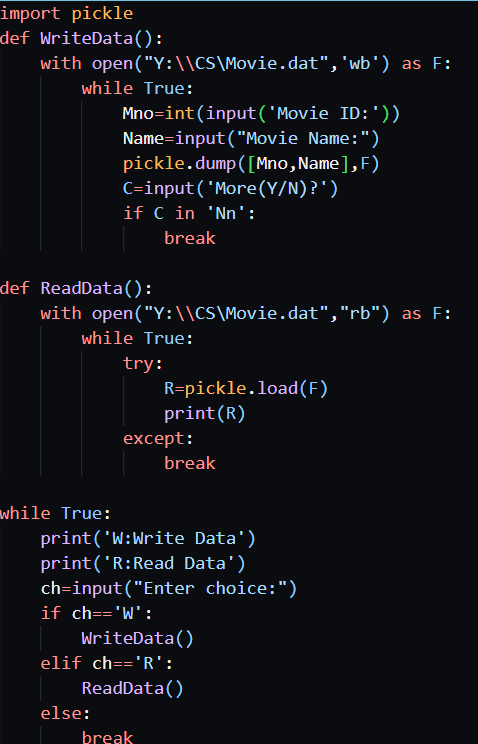 import pickle
def WriteData():
    with open("Y:\\CS\Movie.dat",'wb') as F:
        while True:
            Mno=int(input('Movie ID:'))
            Name=input("Movie Name:")
            pickle.dump([Mno,Name],F)
            C=input('More(Y/N)?')
            if C in 'Nn':
                break
def ReadData():
    with open("Y:\\CS\Movie.dat","rb") as F:
        while True:
            try:
                R=pickle.load(F)
                print(R)
            except:
                break
while True:
    print('W:Write Data')
    print('R:Read Data')
    ch=input("Enter choice:")
    if ch=='W':
        WriteData()
    elif ch=='R':
        ReadData()
    else:
        break